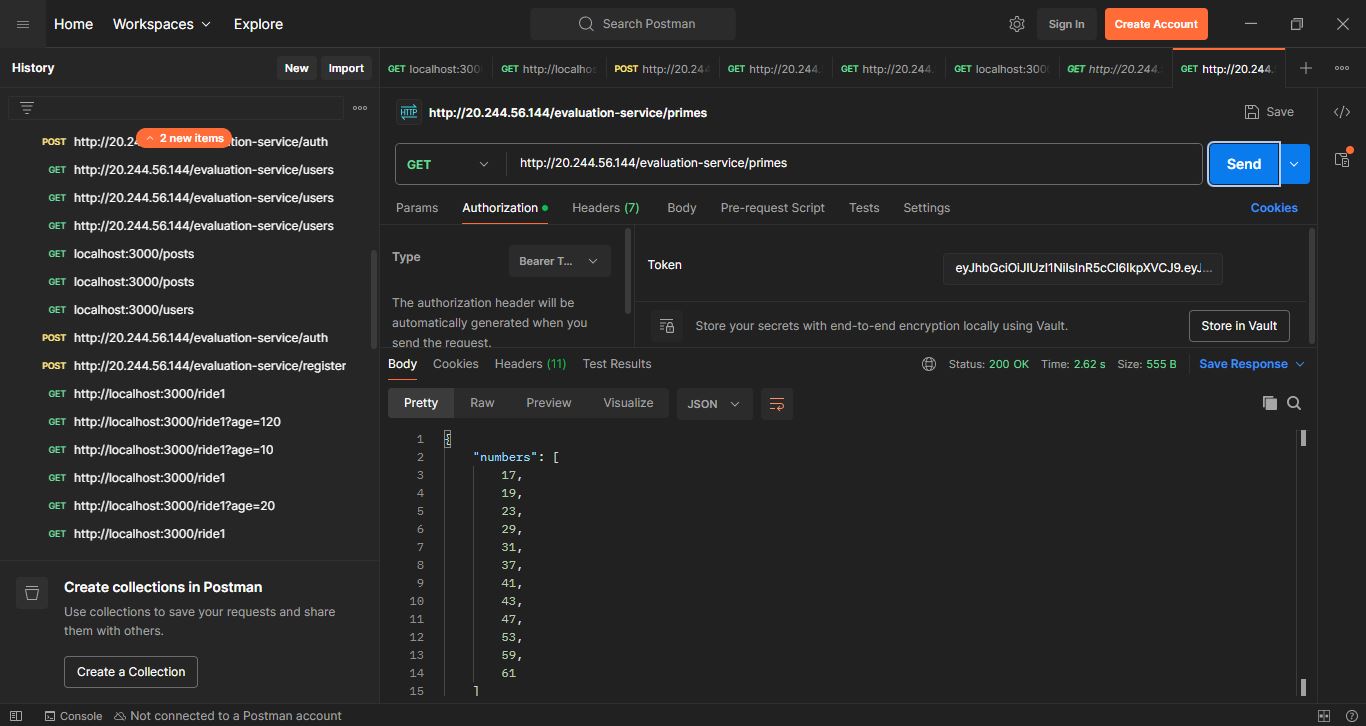 Home Workspaces Explore Search Postman Sign In Create Account
History New Import
GET localhost:300 GET http://localhos POST http://20.244 GET http://20.244. GET http://20.244. GET localhost:300 GET http://20.244. GET http://20.244.
2 new items
POST http://20.2 tion-service/auth
GET http://20.244.56.144/evaluation-service/users
GET http://20.244.56.144/evaluation-service/users
GET http://20.244.56.144/evaluation-service/users
GET localhost:3000/posts
GET localhost:3000/posts
GET localhost:3000/users
POST http://20.244.56.144/evaluation-service/auth
POST http://20.244.56.144/evaluation-service/register
GET http://localhost:3000/ride1
GET http://localhost:3000/ride1?age=120
GET http://localhost:3000/ride1?age=10
GET http://localhost:3000/ride1
GET http://localhost:3000/ride1?age=20
GET http://localhost:3000/ride1
Create collections in Postman
Use collections to save your requests and share
them with others.
Create a Collection
HTTP http://20.244.56.144/evaluation-service/primes Save
GET http://20.244.56.144/evaluation-service/primes Send
Params Authorization Headers (7) Body Pre-request Script Tests Settings Cookies
Type Bearer T...
The authorization header will be
automatically generated when you
send the request.
Token
Store your secrets with end-to-end encryption locally using Vault. Store in Vault
Body Cookies Headers (11) Test Results Status: 200 OK Time: 2.62 s Size: 555 B Save Response
Pretty Raw Preview Visualize JSON
1 {
2 "numbers": [
3 17,
4 19,
5 23,
6 29,
7 31,
8 37,
9 41,
10 43,
11 47,
12 53,
13 59,
14 61
15 ]
Console Not connected to a Postman account